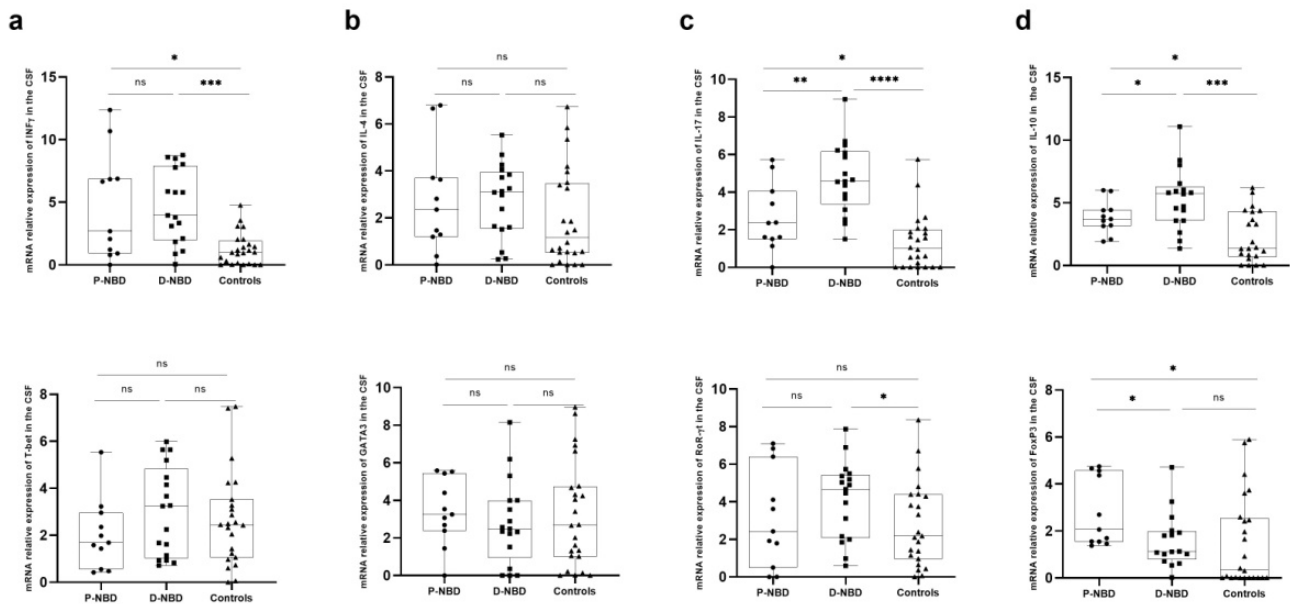 a
b
c
d
mRNA relative expression of INFγ in the CSF
15
10
5
0
*
ns
***
P-NBD
D-NBD
Controls
mRNA relative expression of IL-4 in the CSF
8
6
4
2
0
ns
ns
ns
P-NBD
D-NBD
Controls
mRNA relative expression of IL-17 in the CSF
10
8
6
4
2
0
*
**
****
P-NBD
D-NBD
Controls
mRNA relative expression of IL-10 in the CSF
15
10
5
0
*
*
***
P-NBD
D-NBD
Controls
mRNA relative expression of T-bet in the CSF
8
6
4
2
0
ns
ns
ns
P-NBD
D-NBD
Controls
mRNA relative expression of GATA3 in the CSF
10
8
6
4
2
0
ns
ns
ns
P-NBD
D-NBD
Controls
mRNA relative expression of RoR-γt in the CSF
10
8
6
4
2
0
ns
ns
*
P-NBD
D-NBD
Controls
mRNA relative expression of FoxP3 in the CSF
8
6
4
2
0
*
*
ns
P-NBD
D-NBD
Controls